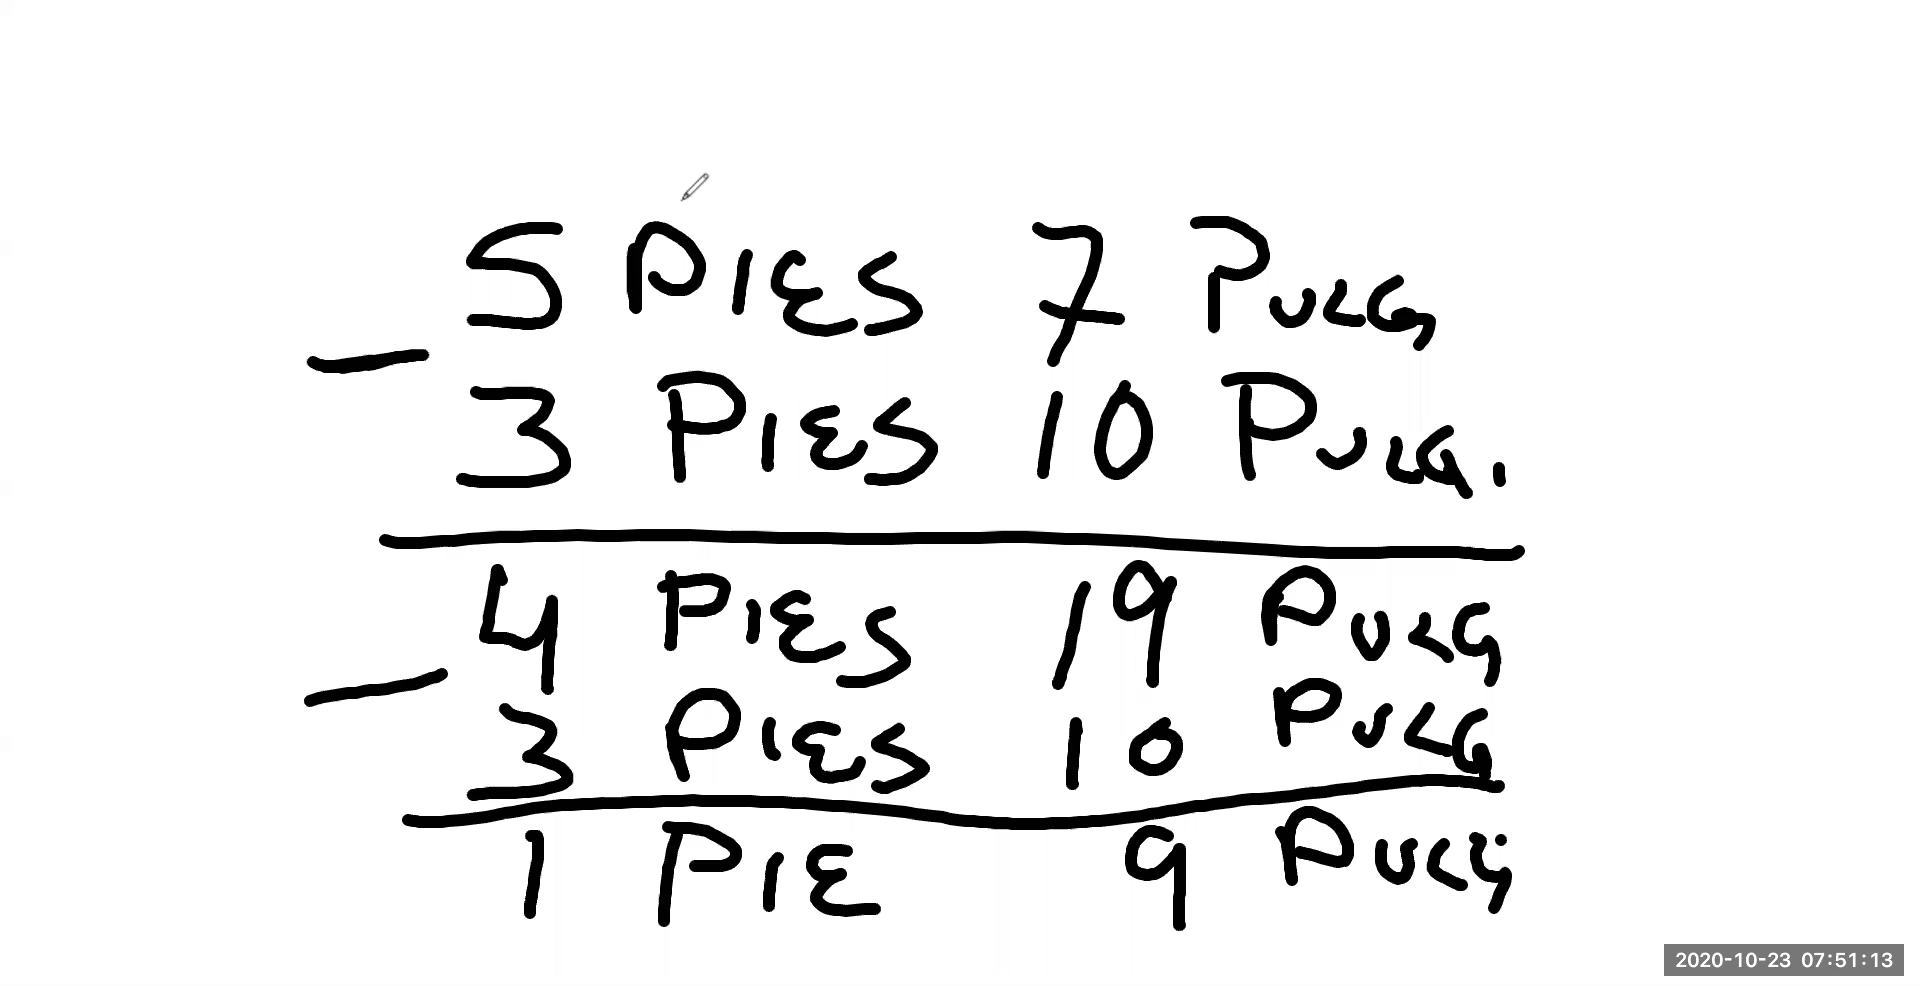 5 PIES 7 PULG
— 3 PIES 10 PULG.
4 PIES 19 PULG
— 3 PIES 10 PULG
1 PIE 9 PULG
2020-10-23 07:51:13